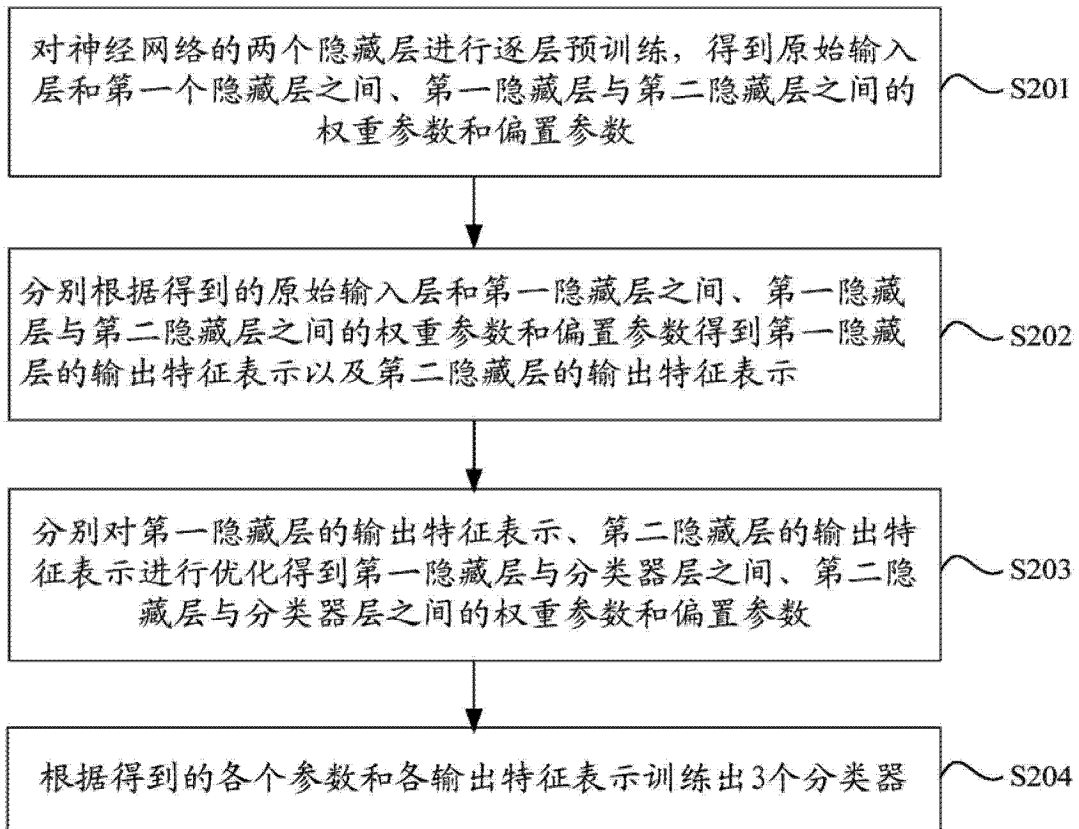 对神经网络的两个隐藏层进行逐层预训练，得到原始输入
层和第一个隐藏层之间、第一隐藏层与第二隐藏层之间的
权重参数和偏置参数
S201
分别根据得到的原始输入层和第一隐藏层之间、第一隐藏
层与第二隐藏层之间的权重参数和偏置参数得到第一隐藏
层的输出特征表示以及第二隐藏层的输出特征表示
S202
分别对第一隐藏层的输出特征表示、第二隐藏层的输出特
征表示进行优化得到第一隐藏层与分类器层之间、第二隐
藏层与分类器层之间的权重参数和偏置参数
S203
根据得到的各个参数和各输出特征表示训练出3个分类器
S204